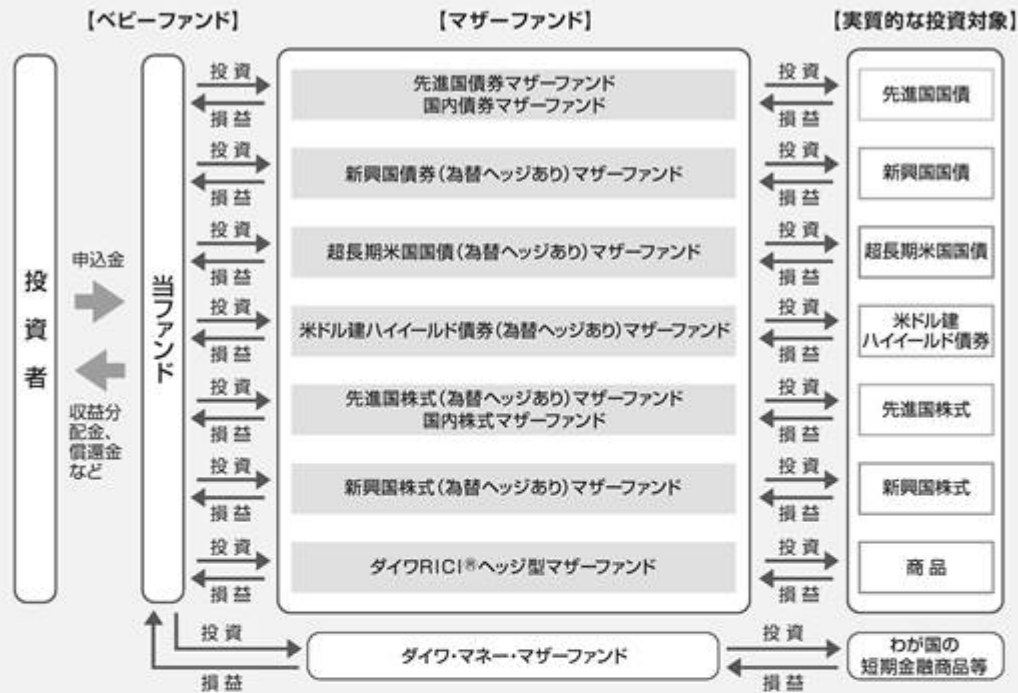 【ベビーファンド】
【マザーファンド】
【実質的な投資対象】
投資者
申込金
収益分
配金、
償還金
など
当ファンド
投資
損益
先進国債券マザーファンド
国内債券マザーファンド
投資
損益
先進国国債
投資
損益
新興国債券(為替ヘッジあり)マザーファンド
投資
損益
新興国国債
投資
損益
超長期米国国債(為替ヘッジあり)マザーファンド
投資
損益
超長期米国国債
投資
損益
米ドル建ハイイールド債券(為替ヘッジあり)マザーファンド
投資
損益
米ドル建
ハイイールド債券
投資
損益
先進国株式(為替ヘッジあり)マザーファンド
国内株式マザーファンド
投資
損益
先進国株式
投資
損益
新興国株式(為替ヘッジあり)マザーファンド
投資
損益
新興国株式
投資
損益
ダイワRICI®ヘッジ型マザーファンド
投資
損益
商品
投資
損益
ダイワ・マネー・マザーファンド
投資
損益
わが国の
短期金融商品等